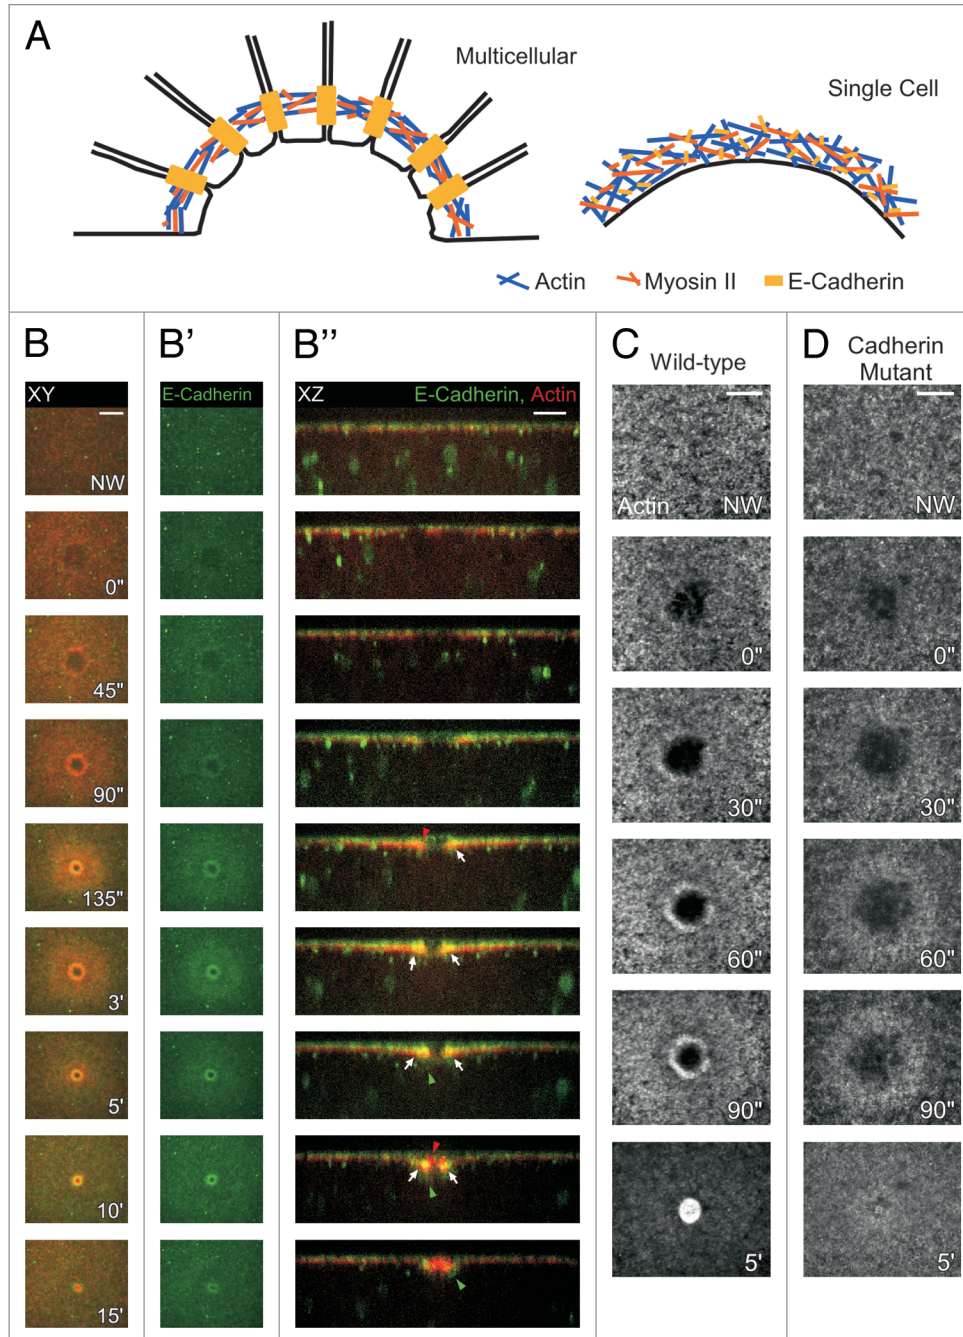 A
Multicellular
Single Cell
Actin
Myosin II
E-Cadherin
B
XY
NW
0"
45"
90"
135"
3'
5'
10'
15'
B'
E-Cadherin
B''
XZ
E-Cadherin, Actin
C
Wild-type
Actin
NW
0"
30"
60"
90"
5'
D
Cadherin
Mutant
NW
0"
30"
60"
90"
5'